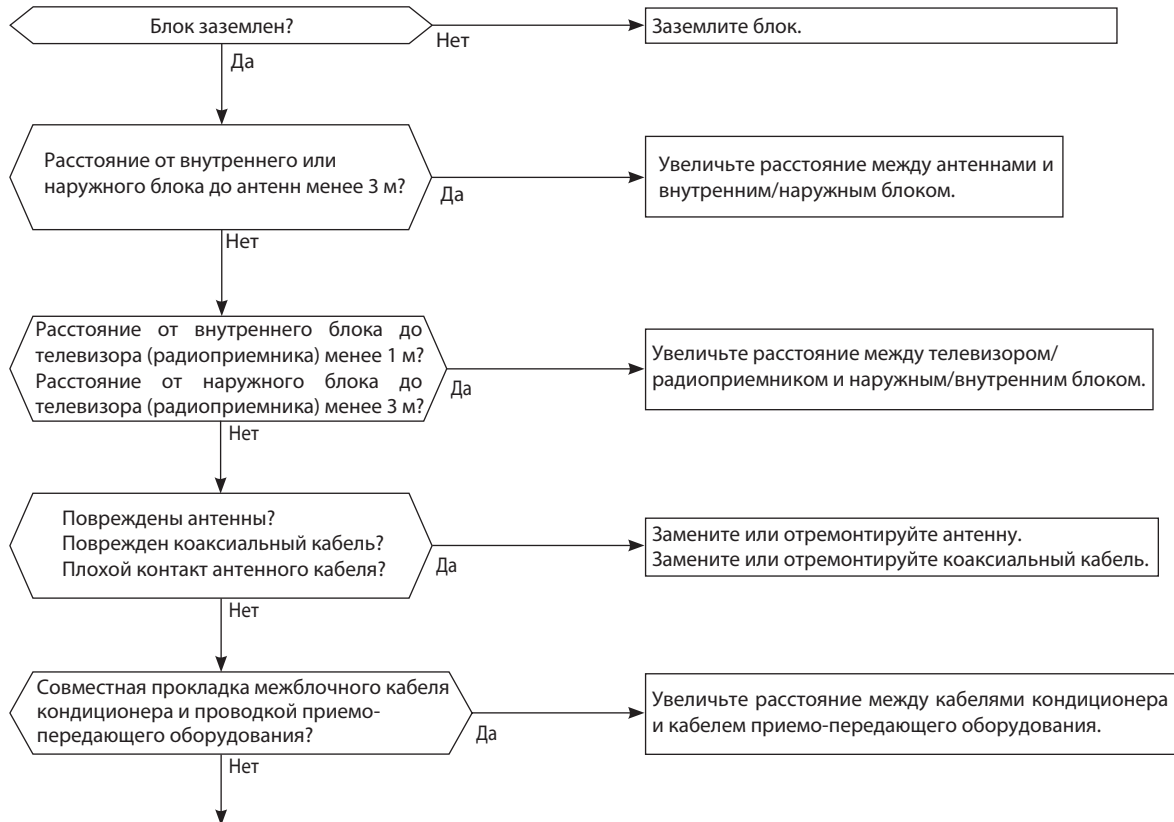 Блок заземлен?
Нет
Заземлите блок.
Да
Расстояние от внутреннего или
наружного блока до антенн менее 3 м?
Да
Увеличьте расстояние между антеннами и
внутренним/наружным блоком.
Нет
Расстояние от внутреннего блока до
телевизора (радиоприемника) менее 1 м?
Расстояние от наружного блока до
телевизора (радиоприемника) менее 3 м?
Да
Увеличьте расстояние между телевизором/
радиоприемником и наружным/внутренним блоком.
Нет
Повреждены антенны?
Поврежден коаксиальный кабель?
Плохой контакт антенного кабеля?
Да
Замените или отремонтируйте антенну.
Замените или отремонтируйте коаксиальный кабель.
Нет
Совместная прокладка межблочного кабеля
кондиционера и проводкой приемо-
передающего оборудования?
Да
Увеличьте расстояние между кабелями кондиционера
и кабелем приемо-передающего оборудования.
Нет